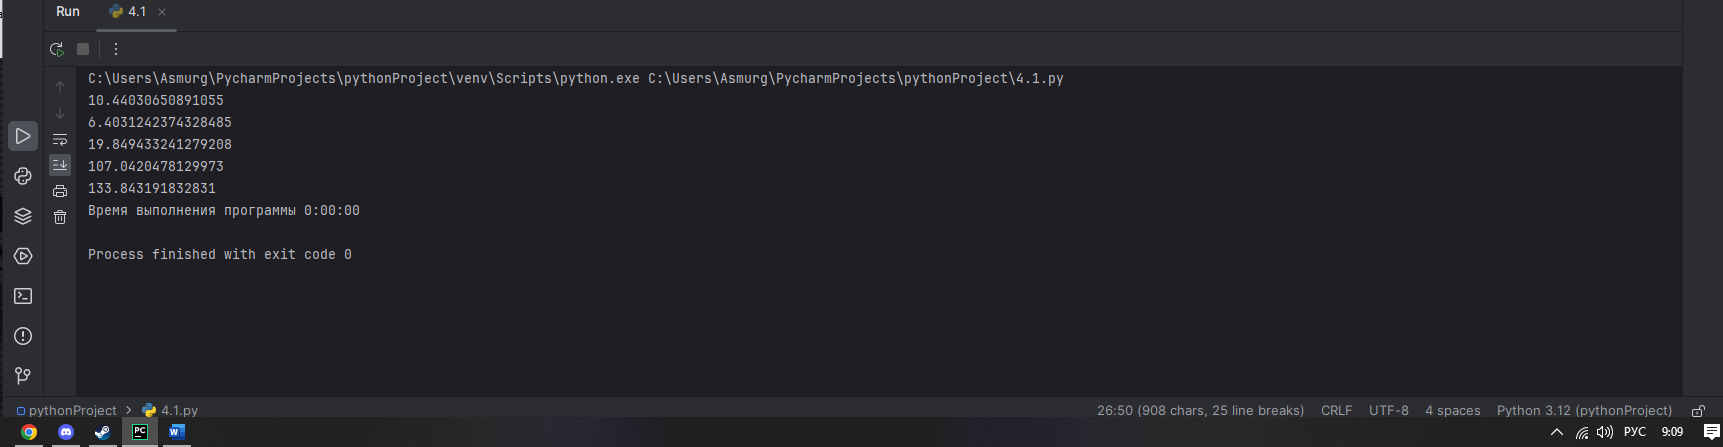 Run
4.1
C:\Users\Asmurg\PycharmProjects\pythonProject\venv\Scripts\python.exe C:\Users\Asmurg\PycharmProjects\pythonProject\4.1.py
10.44030650891055
6.4031242374328485
19.849433241279208
107.0420478129973
133.843191832831
Время выполнения программы 0:00:00
Process finished with exit code 0
pythonProject > 4.1.py
26:50 (908 chars, 25 line breaks) CRLF UTF-8 4 spaces Python 3.12 (pythonProject)
PC
W
РУС
9:09